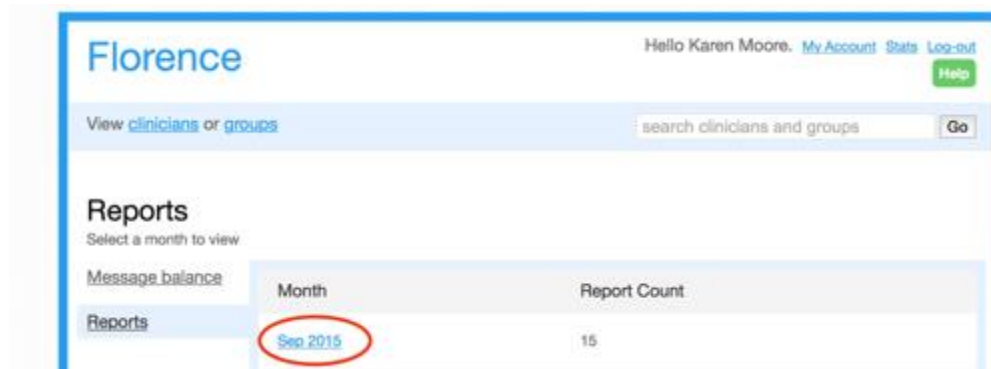 Florence
Hello Karen Moore. My Account Stats Log-out
Help
View clinicians or groups
search clinicians and groups Go
Reports
Select a month to view
Message balance
Reports
Month Report Count
Sep 2015 15